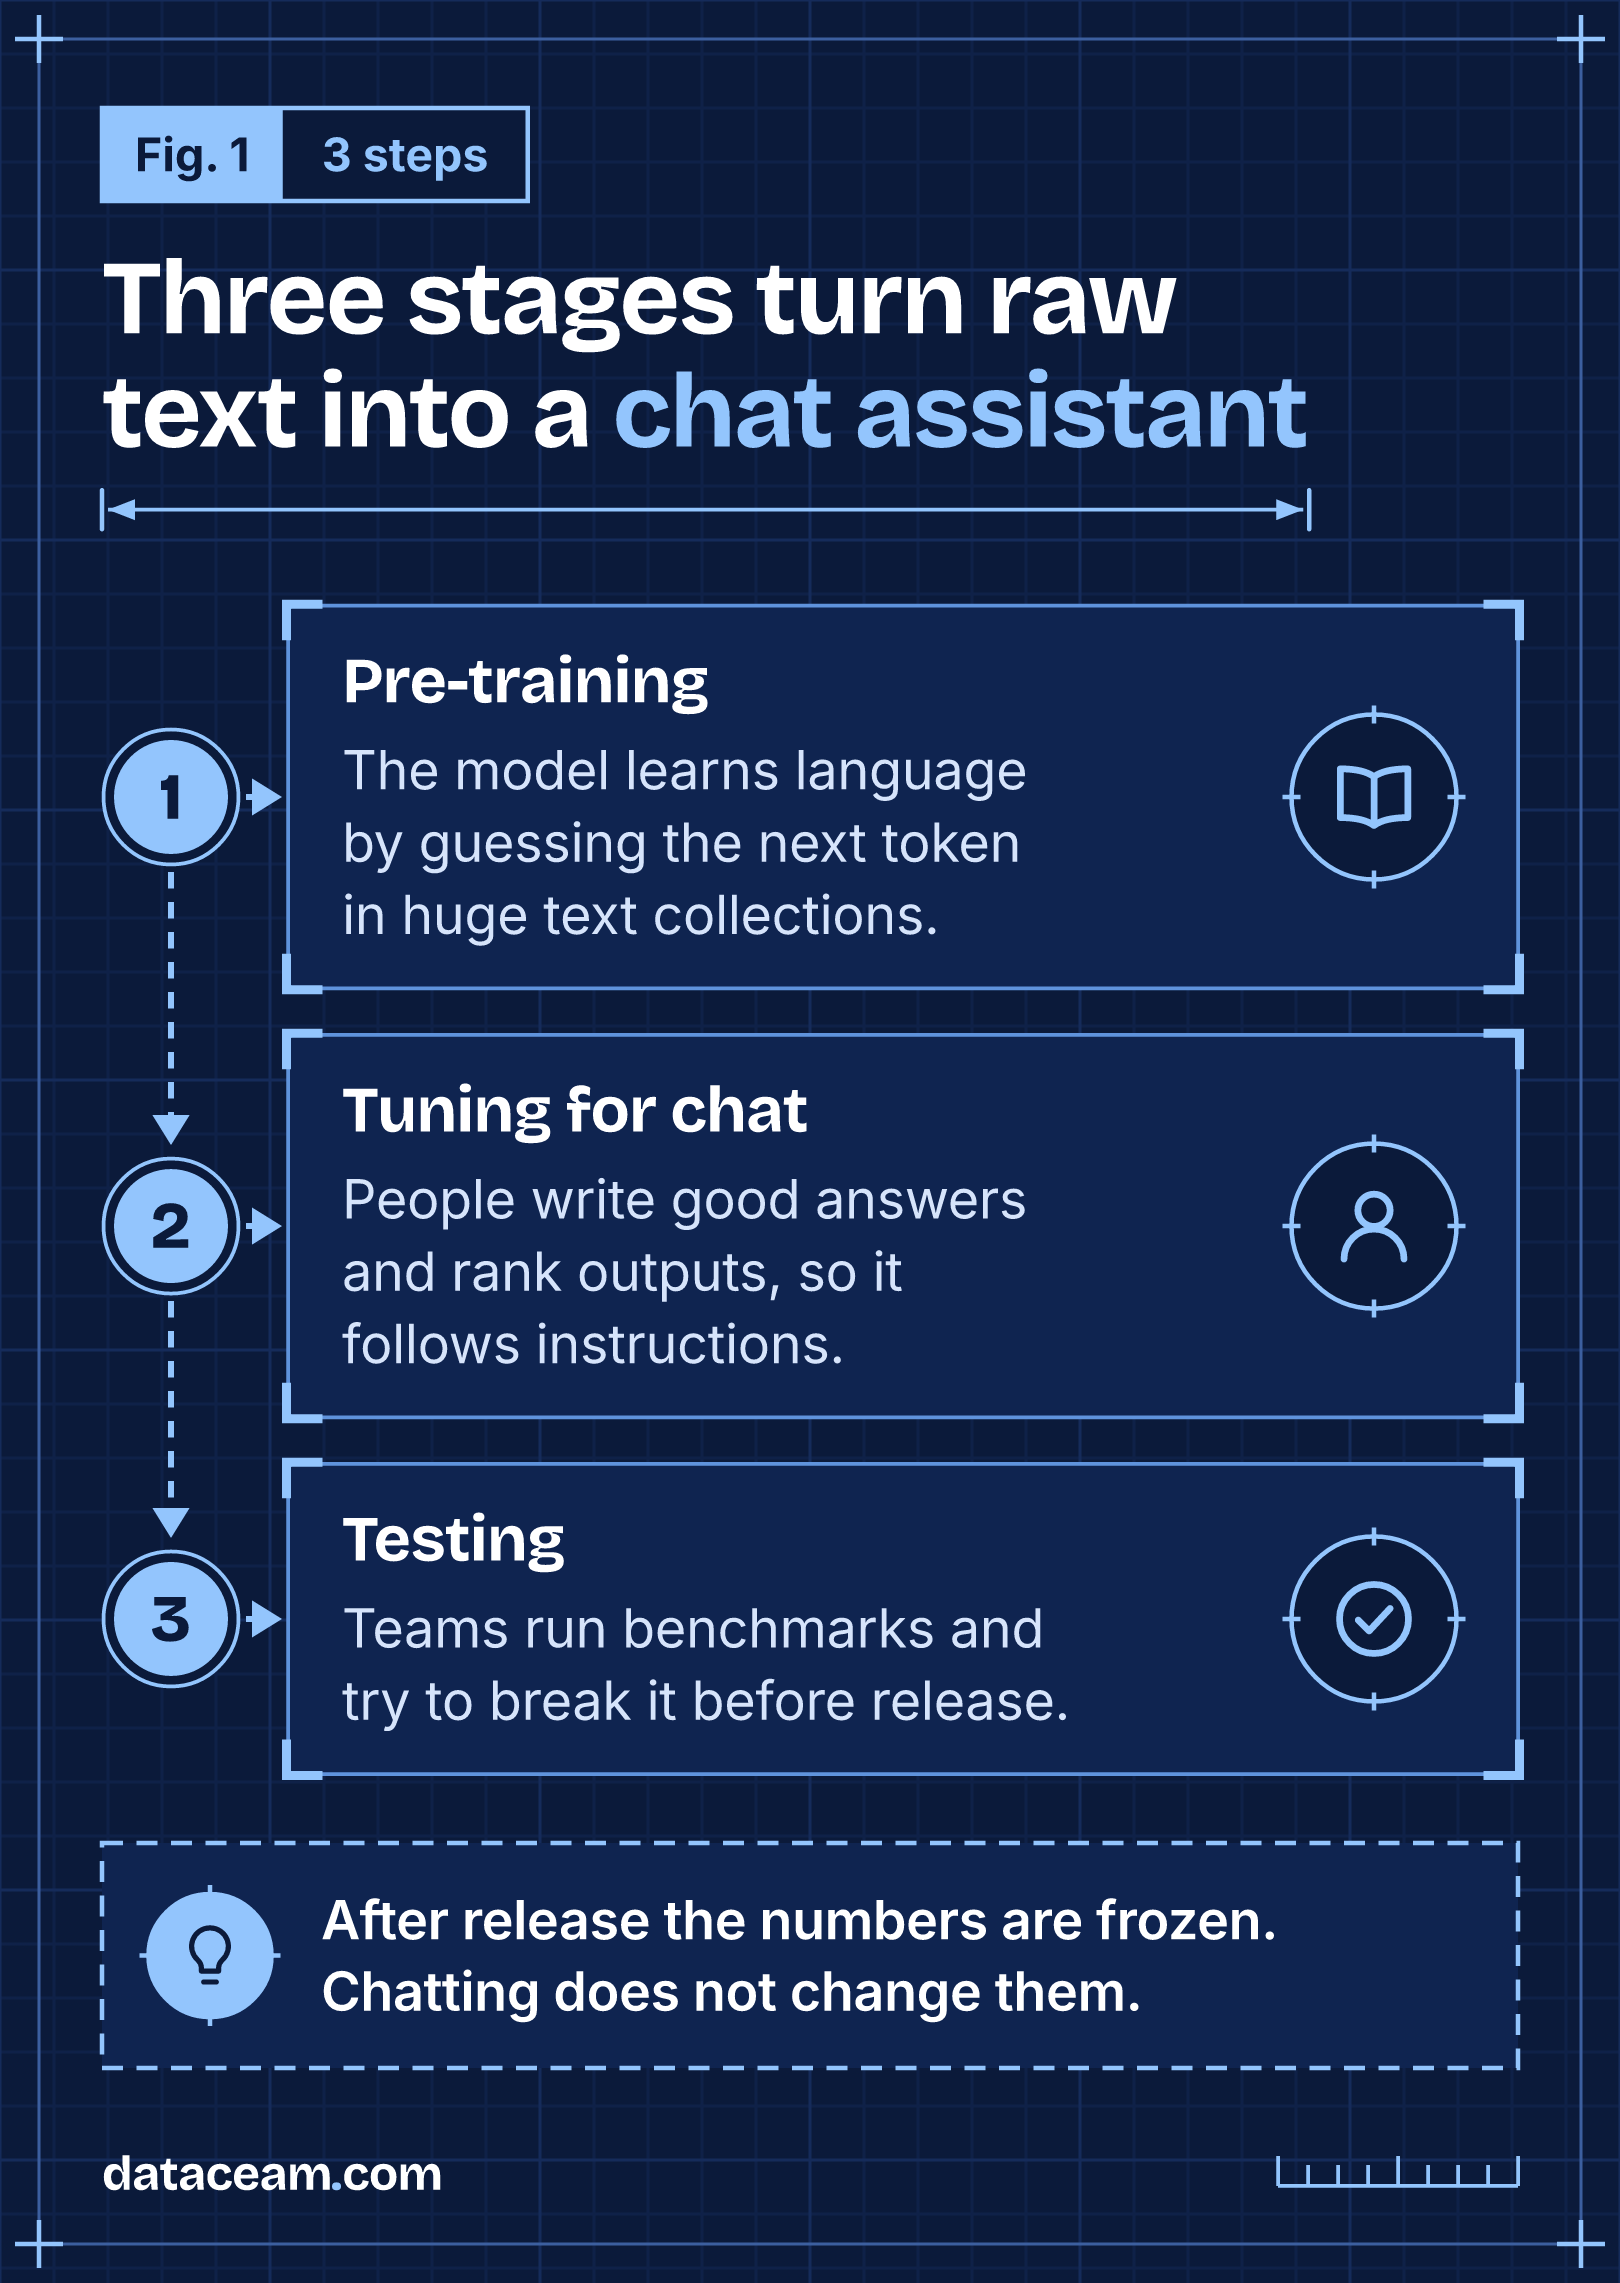 Fig. 1
3 steps
Three stages turn raw
text into a chat assistant
1
Pre-training
The model learns language
by guessing the next token
in huge text collections.
2
Tuning for chat
People write good answers
and rank outputs, so it
follows instructions.
3
Testing
Teams run benchmarks and
try to break it before release.
After release the numbers are frozen.
Chatting does not change them.
dataceam.com